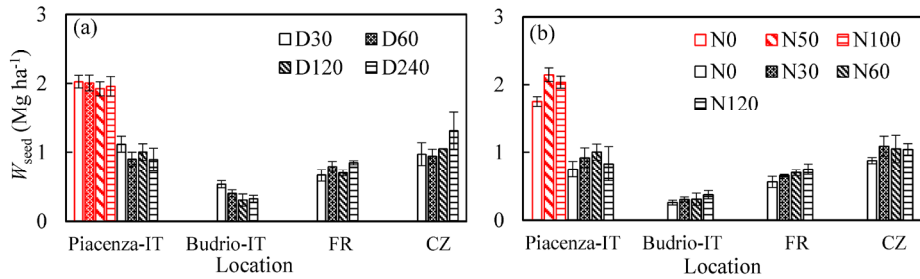 (a)
D30 D60
D120 D240
W_seed (Mg ha⁻¹)
3
2
1
0
Piacenza-IT Budrio-IT FR CZ
Location
(b)
N0 N50 N100
N0 N30 N60
N120
3
2
1
0
Piacenza-IT Budrio-IT FR CZ
Location